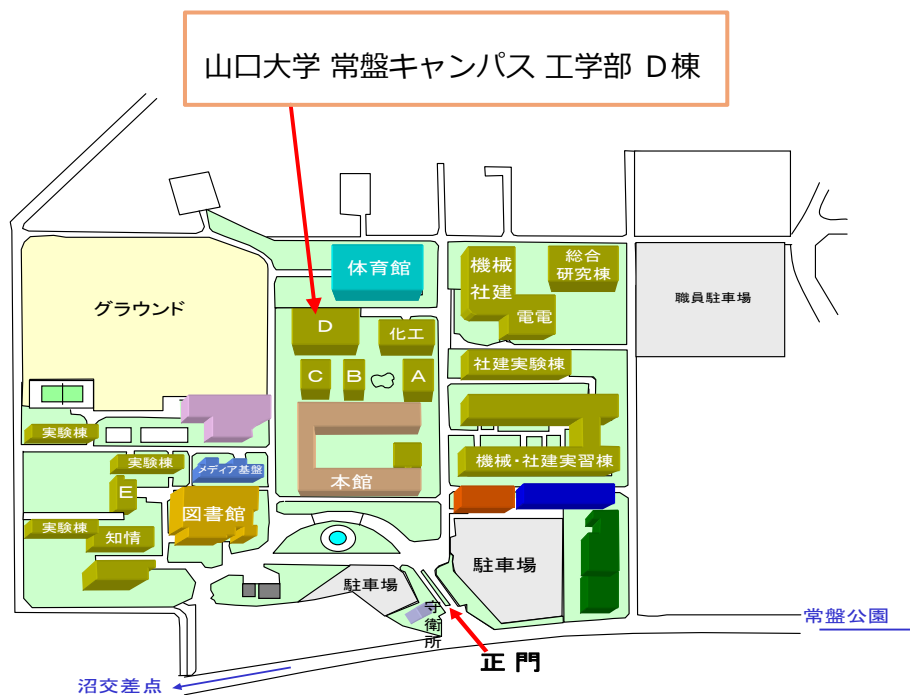 山口大学 常盤キャンパス 工学部 D棟
体育館
機械
社建
総合
研究棟
職員駐車場
グラウンド
電電
D
化工
社建実験棟
C
B
A
実験棟
実験棟
メディア基盤
本館
機械・社建実習棟
E
図書館
実験棟
知情
駐車場
駐車場
守衛所
常盤公園
正 門
沼交差点